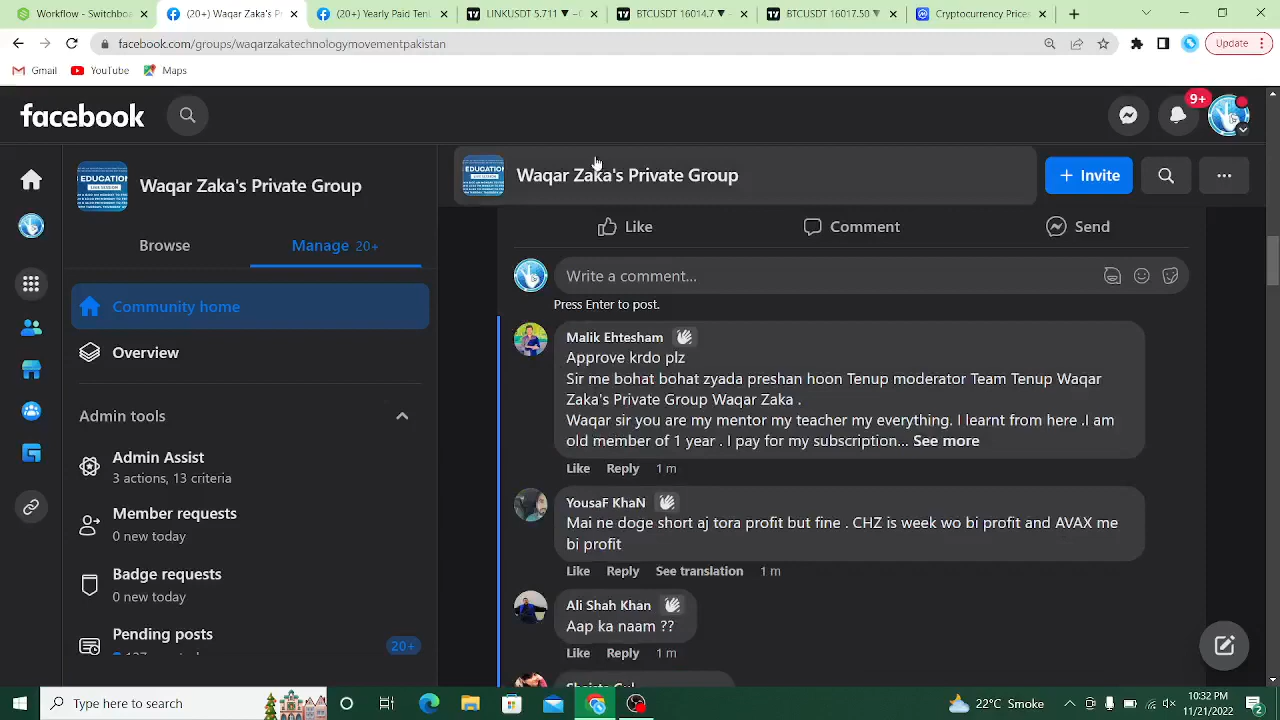 Workflow - Switchboa
(20+) Waqar Zaka's P
(20+) Yearly Paid Ten
LINKUSDT 5.711
BTCUSDT 16014.7
BTCUSDT 16017.50
Cryptocurrency Prices
facebook.com/groups/waqarzakatechnologymovementpakistan
Update
Gmail
YouTube
Maps
facebook
9+
Waqar Zaka's Private Group
Browse
Manage 20+
Community home
Overview
Admin tools
Admin Assist
3 actions, 13 criteria
Member requests
0 new today
Badge requests
0 new today
Pending posts
20+
EDUCATION
LIVE SESSION
Waqar Zaka's Private Group
+ Invite
Like
Comment
Send
Write a comment...
Press Enter to post.
Malik Ehtesham
Approve krdo plz
Sir me bohat bohat zyada preshan hoon Tenup moderator Team Tenup Waqar
Zaka's Private Group Waqar Zaka .
Waqar sir you are my mentor my teacher my everything. I learnt from here .I am
old member of 1 year . I pay for my subscription... See more
Like Reply 1 m
YousaF KhaN
Mai ne doge short aj tora profit but fine . CHZ is week wo bi profit and AVAX me
bi profit
Like Reply See translation 1 m
Ali Shah Khan
Aap ka naam ??
Like Reply 1 m
Type here to search
22°C Smoke
10:32 PM
11/21/2022
2